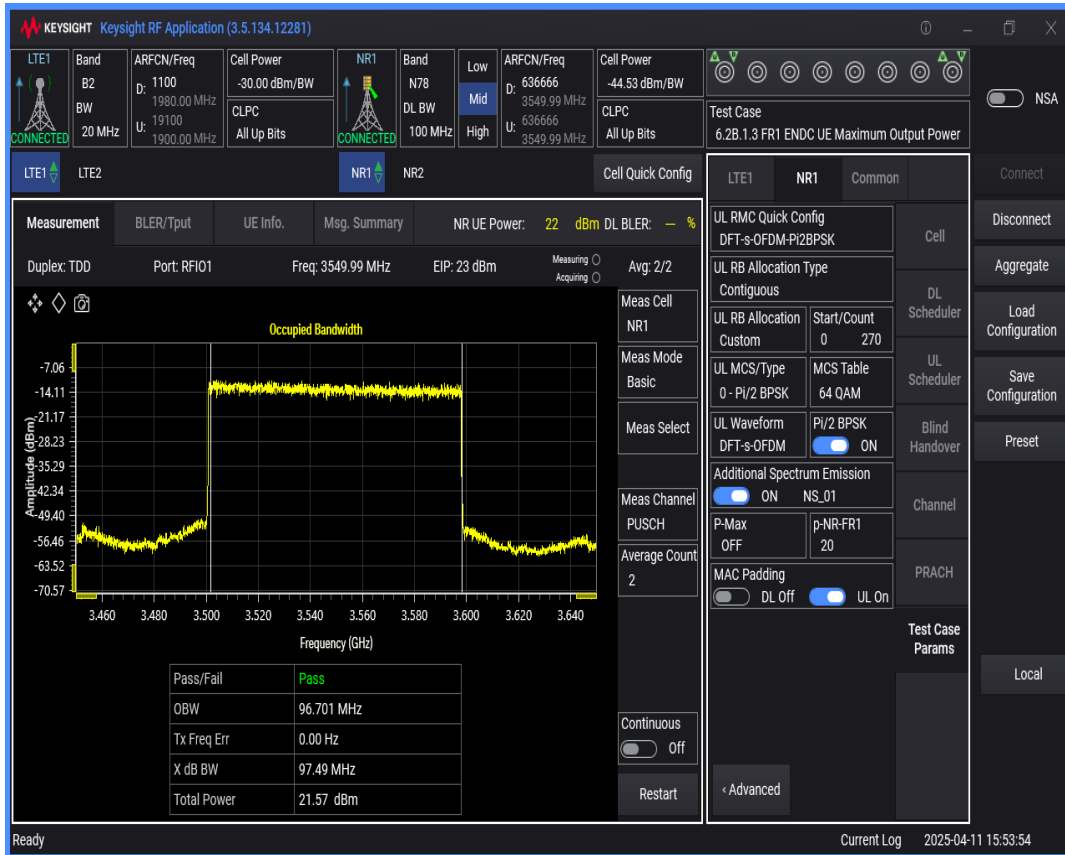 KEYSIGHT Keysight RF Application (3.5.134.12281)
LTE1 Band ARFCN/Freq Cell Power NR1 Band Low ARFCN/Freq Cell Power
B2 D: 1100 1980.00 MHz -30.00 dBm/BW N78 Mid D: 636666 3549.99 MHz -44.53 dBm/BW
BW CLPC DL BW CLPC
CONNECTED 20 MHz U: 19100 1900.00 MHz All Up Bits CONNECTED 100 MHz High U: 636666 3549.99 MHz All Up Bits
Test Case
6.2B.1.3 FR1 ENDC UE Maximum Output Power
NSA
LTE1 LTE2 NR1 NR2 Cell Quick Config
Measurement BLER/Tput UE Info. Msg. Summary NR UE Power: 22 dBm DL BLER: — %
Duplex: TDD Port: RFIO1 Freq: 3549.99 MHz EIP: 23 dBm Measuring Acquiring Avg: 2/2
Occupied Bandwidth
Amplitude (dBm)
-7.06
-14.11
-21.17
-28.23
-35.29
-42.34
-49.40
-56.46
-63.52
-70.57
3.460 3.480 3.500 3.520 3.540 3.560 3.580 3.600 3.620 3.640
Frequency (GHz)
Pass/Fail Pass
OBW 96.701 MHz
Tx Freq Err 0.00 Hz
X dB BW 97.49 MHz
Total Power 21.57 dBm
Meas Cell
NR1
Meas Mode
Basic
Meas Select
Meas Channel
PUSCH
Average Count
2
Continuous
Off
Restart
LTE1 NR1 Common
UL RMC Quick Config
DFT-s-OFDM-Pi2BPSK
UL RB Allocation Type
Contiguous
UL RB Allocation Start/Count
Custom 0 270
UL MCS/Type MCS Table
0 - Pi/2 BPSK 64 QAM
UL Waveform Pi/2 BPSK
DFT-s-OFDM ON
Additional Spectrum Emission
ON NS_01
P-Max p-NR-FR1
OFF 20
MAC Padding
DL Off UL On
‹ Advanced
Cell
DL
Scheduler
UL
Scheduler
Blind
Handover
Channel
PRACH
Test Case
Params
Connect
Disconnect
Aggregate
Load
Configuration
Save
Configuration
Preset
Local
Ready Current Log 2025-04-11 15:53:54